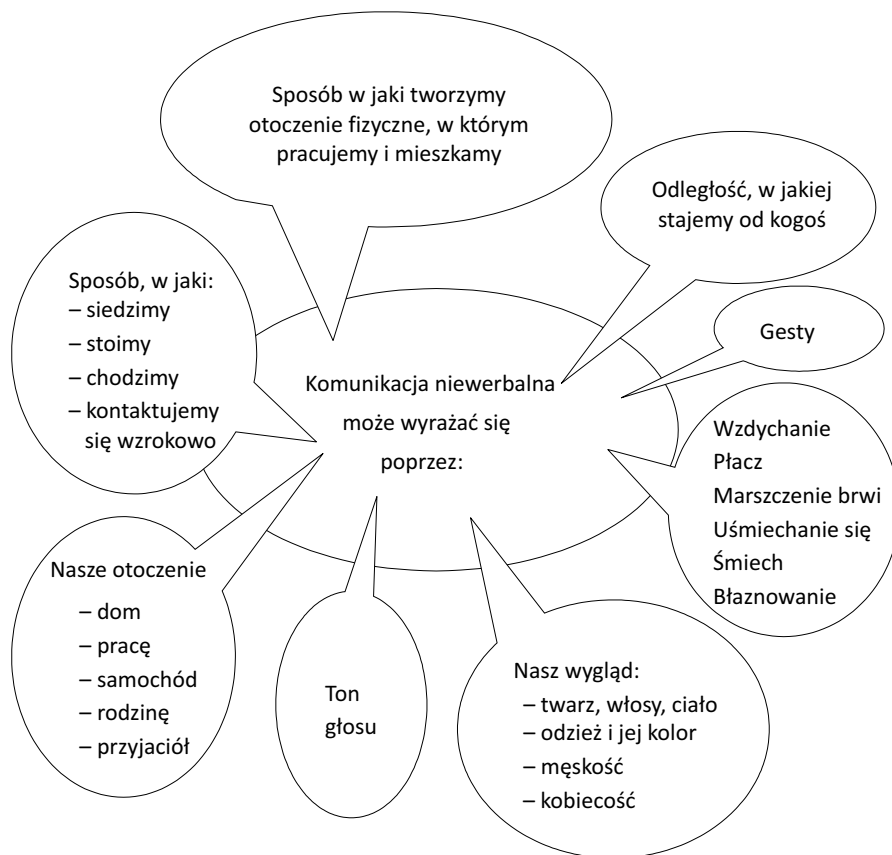 Sposób w jaki tworzymy
otoczenie fizyczne, w którym
pracujemy i mieszkamy
Odległość, w jakiej
stajemy od kogoś
Sposób, w jaki:
– siedzimy
– stoimy
– chodzimy
– kontaktujemy
się wzrokowo
Gesty
Komunikacja niewerbalna
może wyrażać się
poprzez:
Wzdychanie
Płacz
Marszczenie brwi
Uśmiechanie się
Śmiech
Błaznowanie
Nasze otoczenie
– dom
– pracę
– samochód
– rodzinę
– przyjaciół
Ton
głosu
Nasz wygląd:
– twarz, włosy, ciało
– odzież i jej kolor
– męskość
– kobiecość